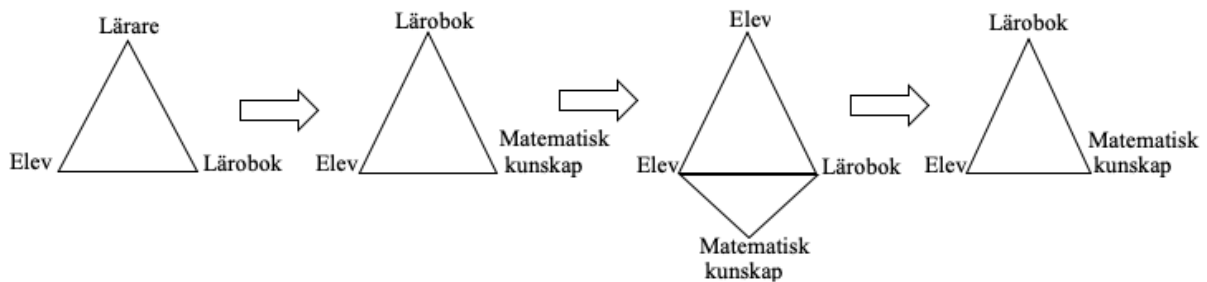 Lärare
Elev
Lärobok
Lärobok
Elev
Matematisk
kunskap
Elev
Elev
Lärobok
Matematisk
kunskap
Lärobok
Elev
Matematisk
kunskap